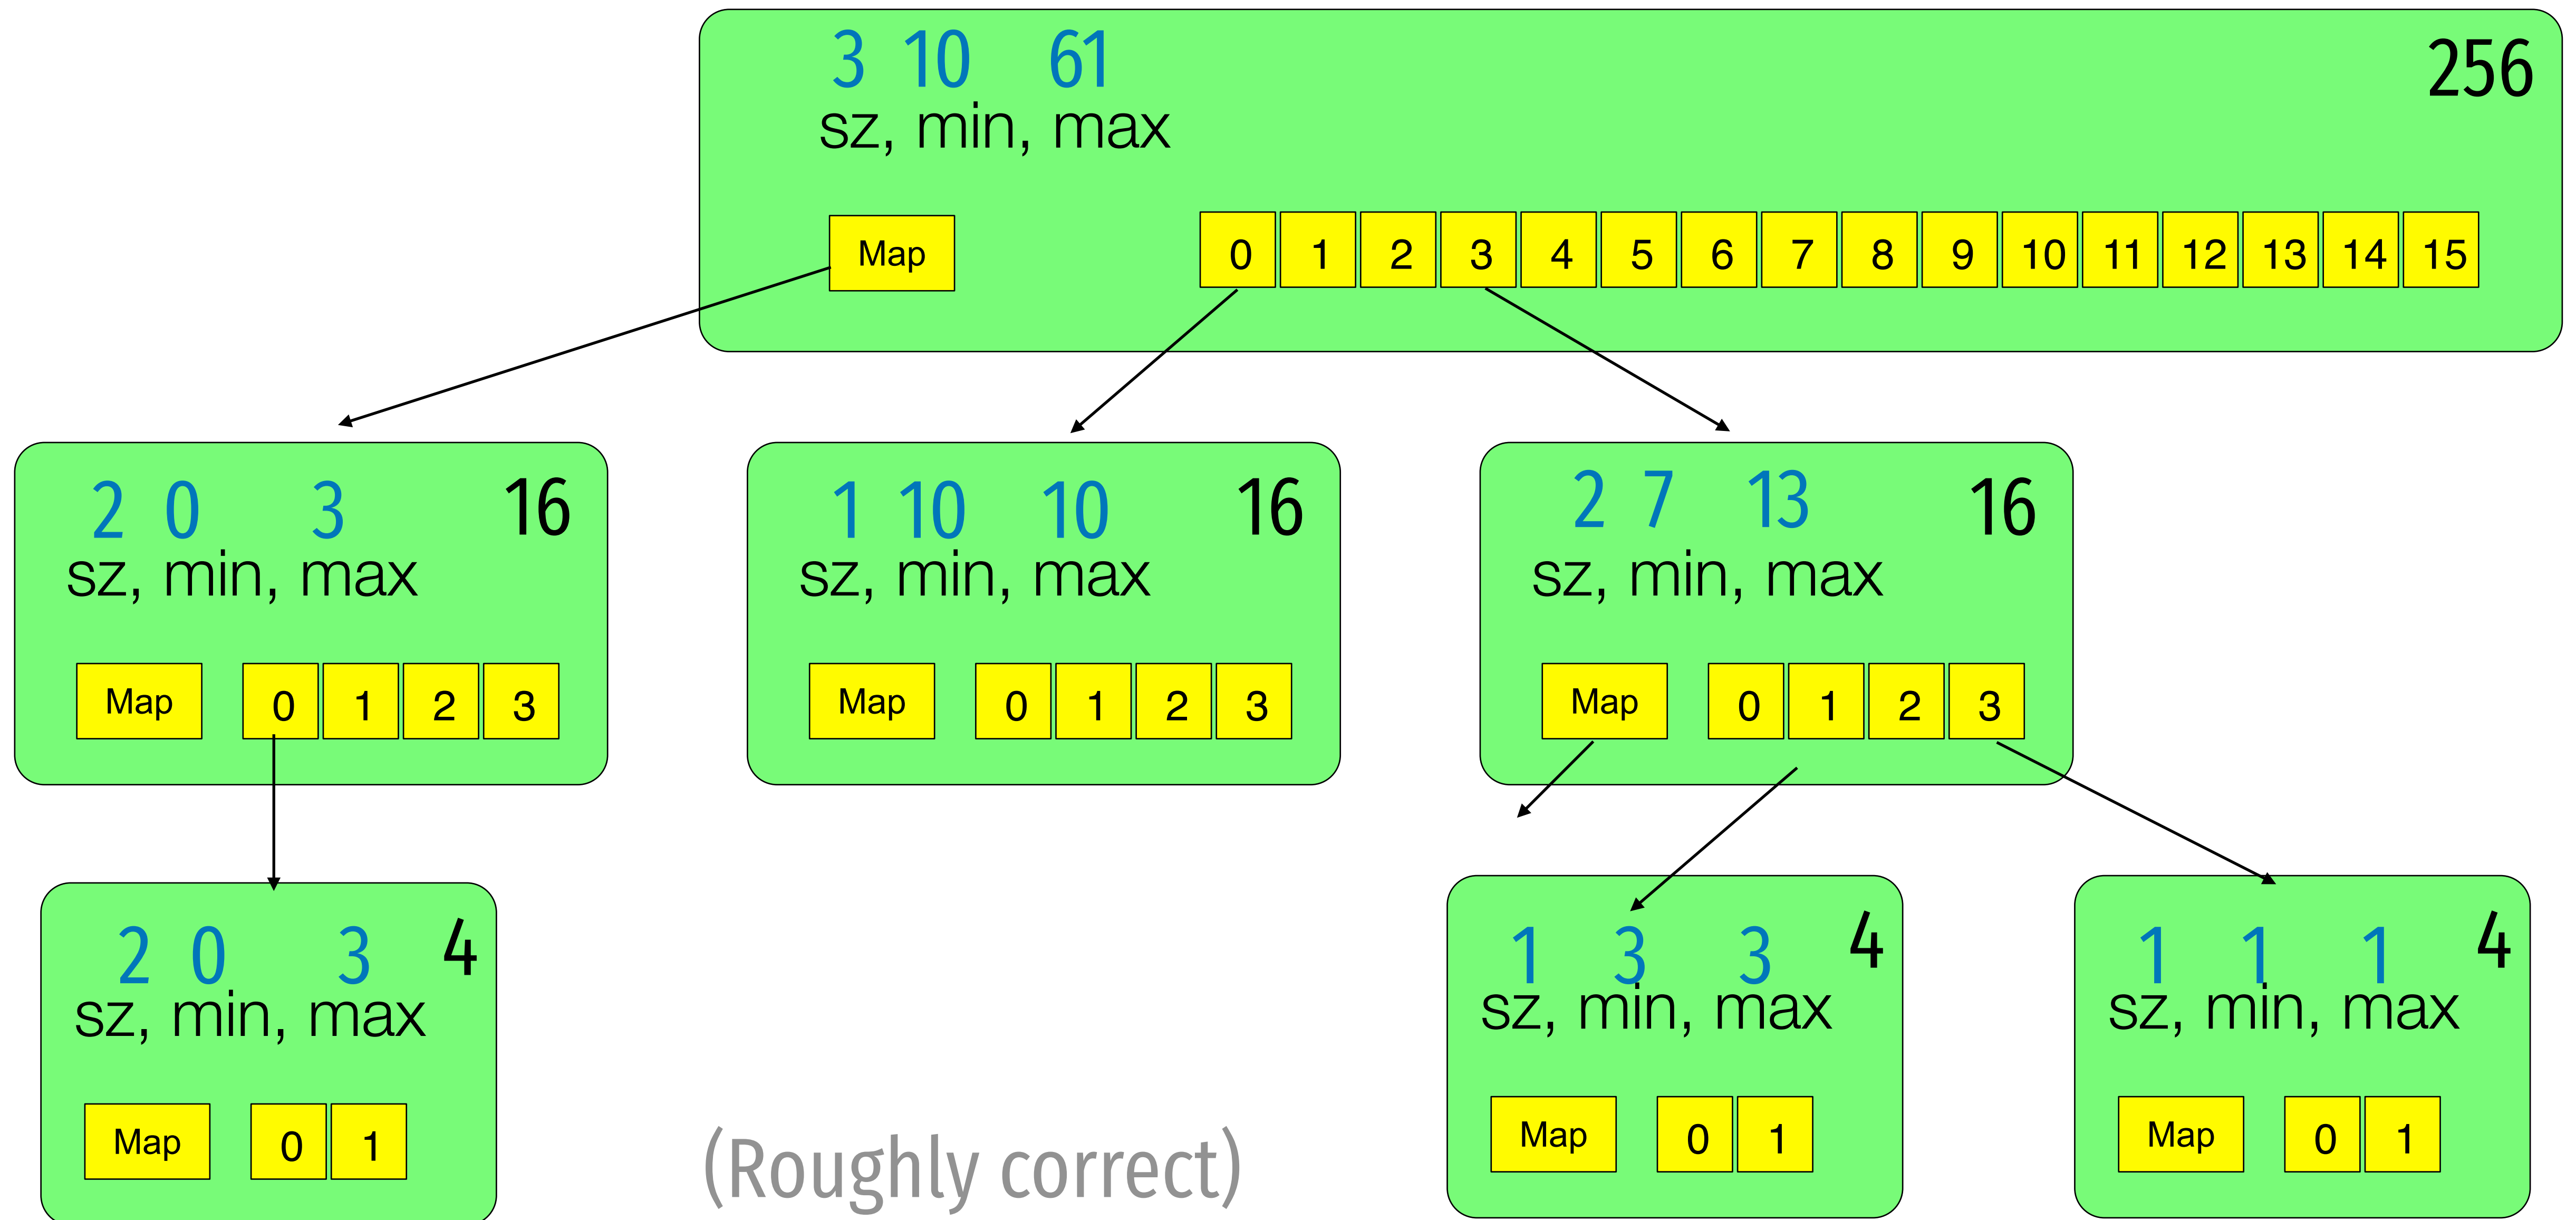 3 10 61 256
sz, min, max
Map 0 1 2 3 4 5 6 7 8 9 10 11 12 13 14 15
2 0 3 16
sz, min, max
Map 0 1 2 3
1 10 10 16
sz, min, max
Map 0 1 2 3
2 7 13 16
sz, min, max
Map 0 1 2 3
2 0 3 4
sz, min, max
Map 0 1
(Roughly correct)
1 3 3 4
sz, min, max
Map 0 1
1 1 1 4
sz, min, max
Map 0 1